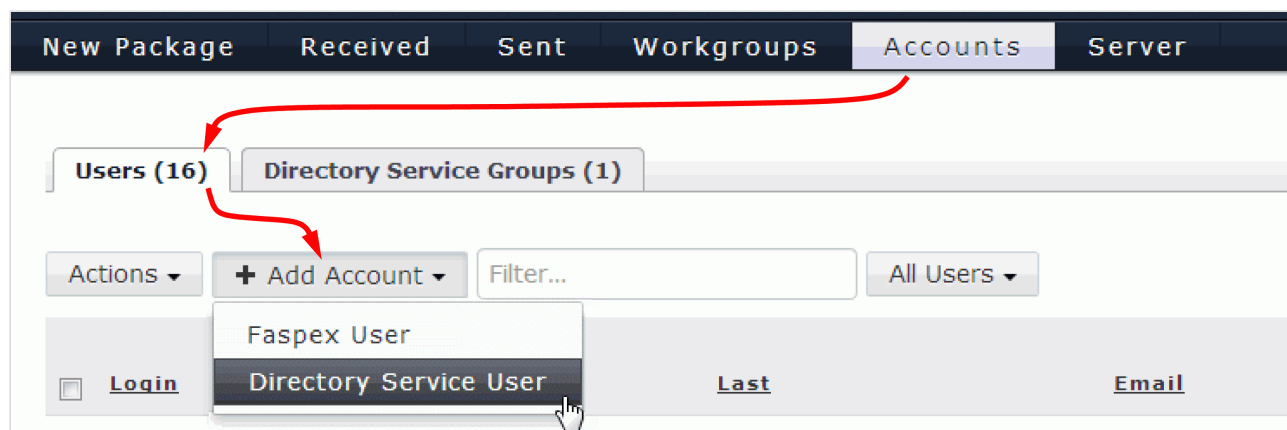 New Package Received Sent Workgroups Accounts Server
Users (16) Directory Service Groups (1)
Actions + Add Account Filter... All Users
Faspex User
Directory Service User
Login Last Email